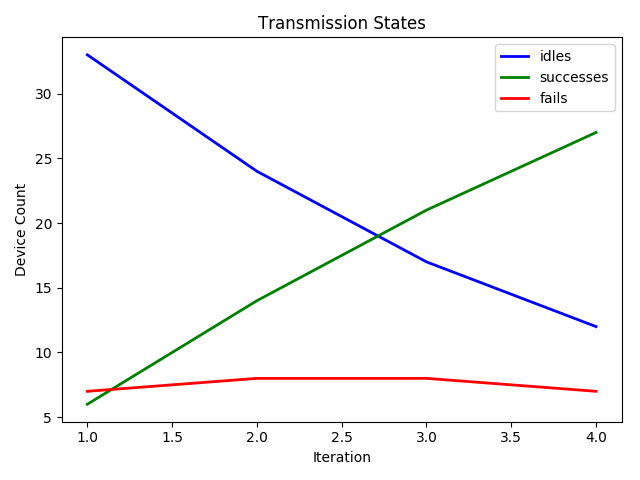 Transmission States
idles
successes
fails
Device Count
30
25
20
15
10
5
1.0 1.5 2.0 2.5 3.0 3.5 4.0
Iteration